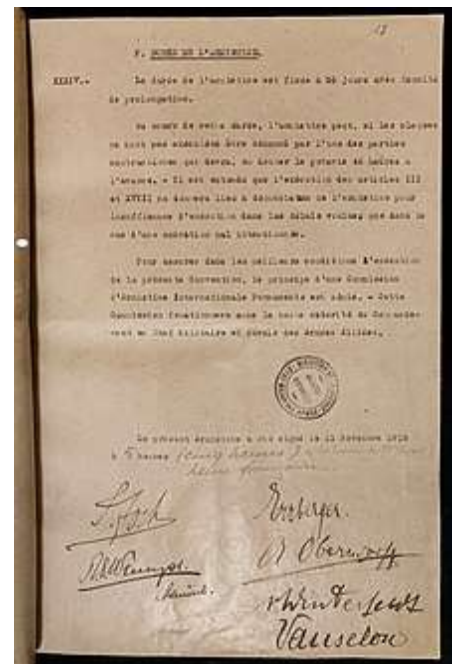 F. DURÉE DE L'ARMISTICE.
XXXIV.- La durée de l'armistice est fixée à 36 jours avec faculté
de prolongation.
Au cours de cette durée, l'armistice peut, si les clauses
ne sont pas exécutées être dénoncé par l'une des parties
contractantes qui devra en donner le préavis 48 heures à
l'avance. - Il est entendu que l'exécution des articles III
et XVIII ne donnera lieu à dénonciation de l'armistice pour
insuffisance d'exécution dans les délais voulus, que dans le
cas d'une exécution mal intentionnée.
Pour assurer dans les meilleures conditions l'exécution
de la présente Convention, le principe d'une Commission
d'Armistice Internationale Permanente est admis. - Cette
Commission fonctionnera sous la haute autorité du Comman
en Chef Militaire et Navale des Armées Alliées.
Le présent Armistice a été signé le 11 Novembre 1918
à 5 heures (cinq heures)
heure française
F. Foch
Erzberger.
R.E. Wemyss.
Admiral.
A Oberndorff
v Winterfeldt
Vanselow